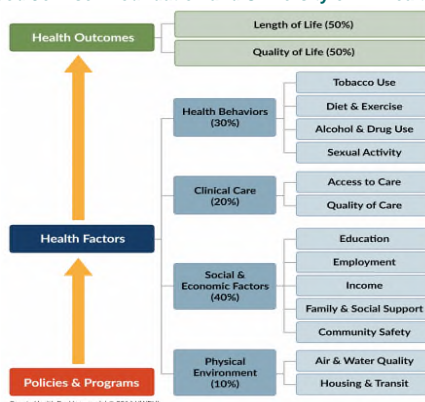 Health Outcomes
Length of Life (50%)
Quality of Life (50%)
Health Factors
Health Behaviors
(30%)
Tobacco Use
Diet & Exercise
Alcohol & Drug Use
Sexual Activity
Clinical Care
(20%)
Access to Care
Quality of Care
Social &
Economic Factors
(40%)
Education
Employment
Income
Family & Social Support
Community Safety
Physical
Environment
(10%)
Air & Water Quality
Housing & Transit
Policies & Programs